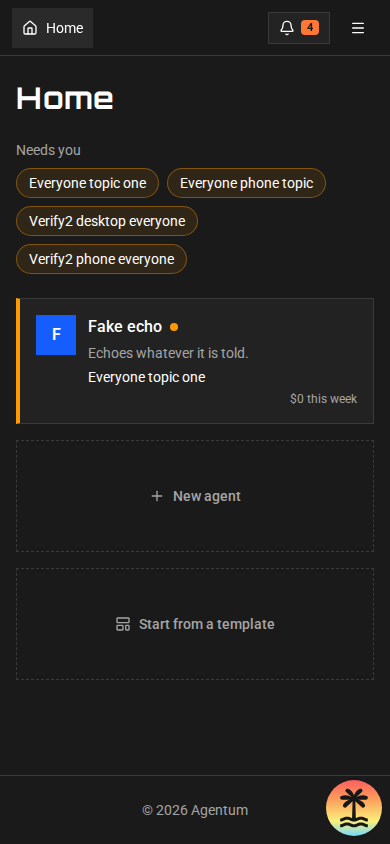 Home
4
Home
Needs you
Everyone topic one
Everyone phone topic
Verify2 desktop everyone
Verify2 phone everyone
F
Fake echo
Echoes whatever it is told.
Everyone topic one
$0 this week
New agent
Start from a template
© 2026 Agentum